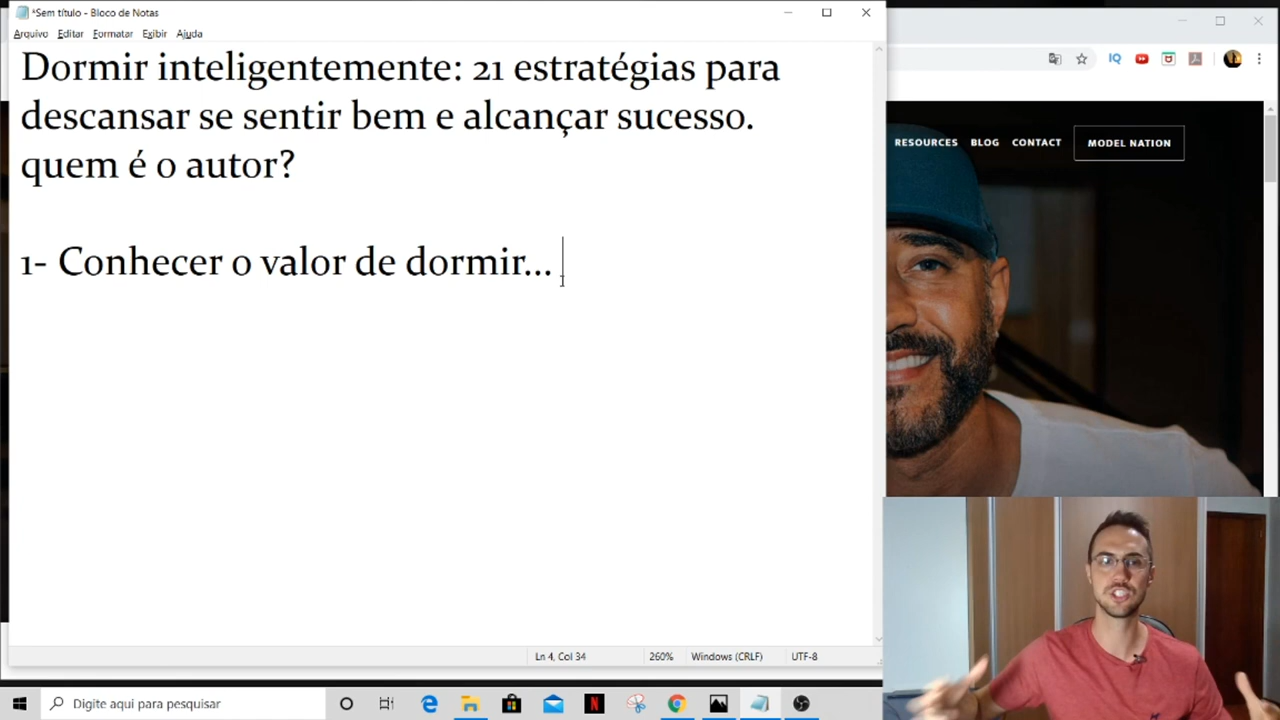 *Sem título - Bloco de Notas
Arquivo Editar Formatar Exibir Ajuda
Dormir inteligentemente: 21 estratégias para
descansar se sentir bem e alcançar sucesso.
quem é o autor?
1- Conhecer o valor de dormir...
Ln 4, Col 34 260% Windows (CRLF) UTF-8
IQ
RESOURCES BLOG CONTACT MODEL NATION
Digite aqui para pesquisar
N